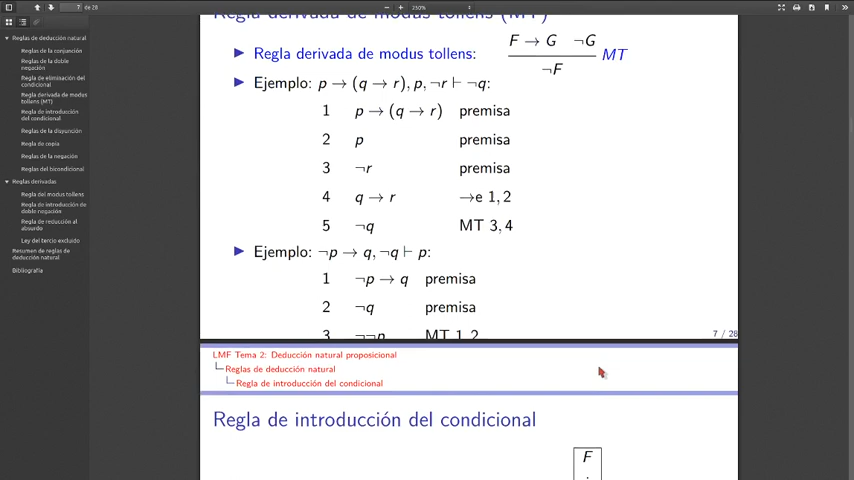 7 de 28
230%
Reglas de deducción natural
Reglas de la conjunción
Reglas de la doble
negación
Regla de eliminación del
condicional
Regla derivada de modus
tollens (MT)
Regla de introducción
del condicional
Reglas de la disyunción
Regla de copia
Reglas de la negación
Reglas del bicondicional
Reglas derivadas
Regla del modus tollens
Regla de introducción de
doble negación
Regla de reducción al
absurdo
Ley del tercio excluido
Resumen de reglas de
deducción natural
Bibliografía
Regla derivada de modus tollens (MT)
Regla derivada de modus tollens: F → G ¬G MT
¬F
Ejemplo: p → (q → r), p, ¬r ⊢ ¬q:
1 p → (q → r) premisa
2 p premisa
3 ¬r premisa
4 q → r →e 1, 2
5 ¬q MT 3, 4
Ejemplo: ¬p → q, ¬q ⊢ p:
1 ¬p → q premisa
2 ¬q premisa
3 ¬¬p MT 1, 2
7 / 28
LMF Tema 2: Deducción natural proposicional
Reglas de deducción natural
Regla de introducción del condicional
Regla de introducción del condicional
F